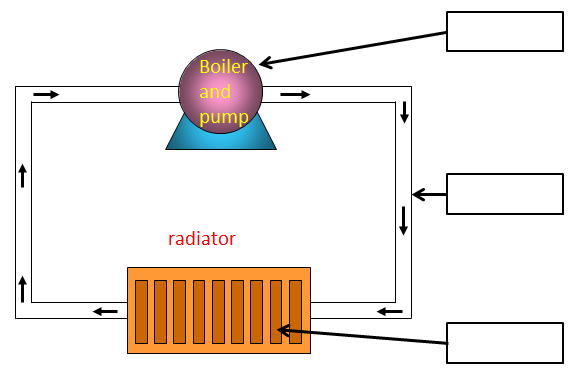 Boiler
and
pump
radiator